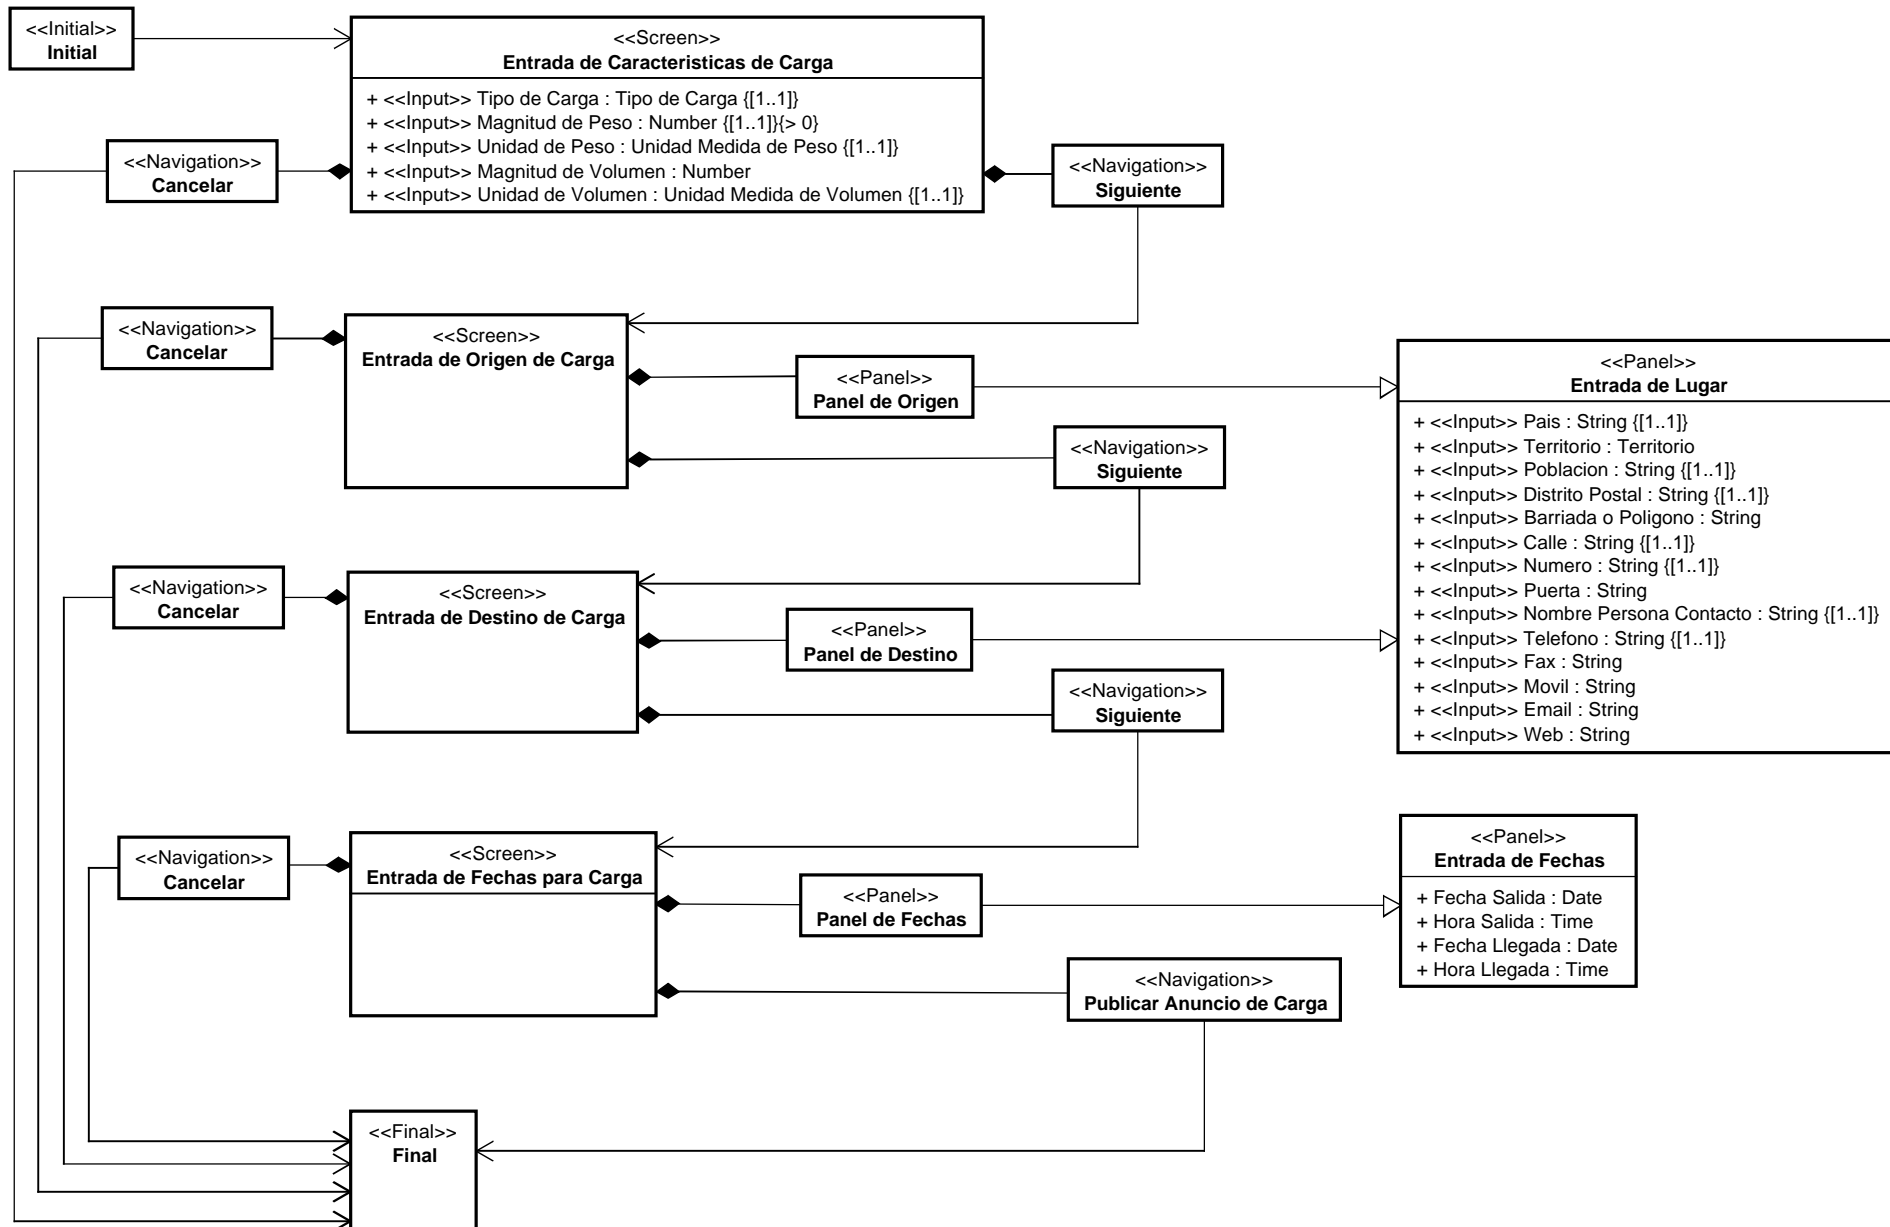 <<Initial>>
Initial
<<Screen>>
Entrada de Caracteristicas de Carga
+ <<Input>> Tipo de Carga : Tipo de Carga {[1..1]}
+ <<Input>> Magnitud de Peso : Number {[1..1]}{> 0}
+ <<Input>> Unidad de Peso : Unidad Medida de Peso {[1..1]}
+ <<Input>> Magnitud de Volumen : Number
+ <<Input>> Unidad de Volumen : Unidad Medida de Volumen {[1..1]}
<<Navigation>>
Cancelar
<<Navigation>>
Siguiente
<<Navigation>>
Cancelar
<<Screen>>
Entrada de Origen de Carga
<<Panel>>
Panel de Origen
<<Navigation>>
Siguiente
<<Panel>>
Entrada de Lugar
+ <<Input>> Pais : String {[1..1]}
+ <<Input>> Territorio : Territorio
+ <<Input>> Poblacion : String {[1..1]}
+ <<Input>> Distrito Postal : String {[1..1]}
+ <<Input>> Barriada o Poligono : String
+ <<Input>> Calle : String {[1..1]}
+ <<Input>> Numero : String {[1..1]}
+ <<Input>> Puerta : String
+ <<Input>> Nombre Persona Contacto : String {[1..1]}
+ <<Input>> Telefono : String {[1..1]}
+ <<Input>> Fax : String
+ <<Input>> Movil : String
+ <<Input>> Email : String
+ <<Input>> Web : String
<<Navigation>>
Cancelar
<<Screen>>
Entrada de Destino de Carga
<<Panel>>
Panel de Destino
<<Navigation>>
Siguiente
<<Navigation>>
Cancelar
<<Screen>>
Entrada de Fechas para Carga
<<Panel>>
Panel de Fechas
<<Panel>>
Entrada de Fechas
+ Fecha Salida : Date
+ Hora Salida : Time
+ Fecha Llegada : Date
+ Hora Llegada : Time
<<Navigation>>
Publicar Anuncio de Carga
<<Final>>
Final